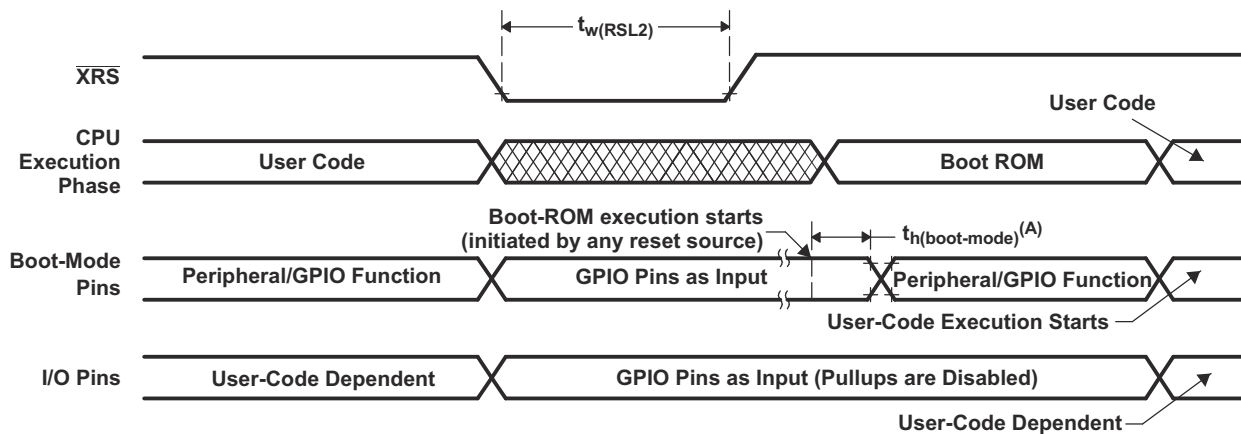 tw(RSL2)
XRS
User Code
CPU
Execution
Phase
User Code
Boot ROM
Boot-ROM execution starts
(initiated by any reset source)
th(boot-mode)(A)
Boot-Mode
Pins
Peripheral/GPIO Function
GPIO Pins as Input
Peripheral/GPIO Function
User-Code Execution Starts
I/O Pins
User-Code Dependent
GPIO Pins as Input (Pullups are Disabled)
User-Code Dependent